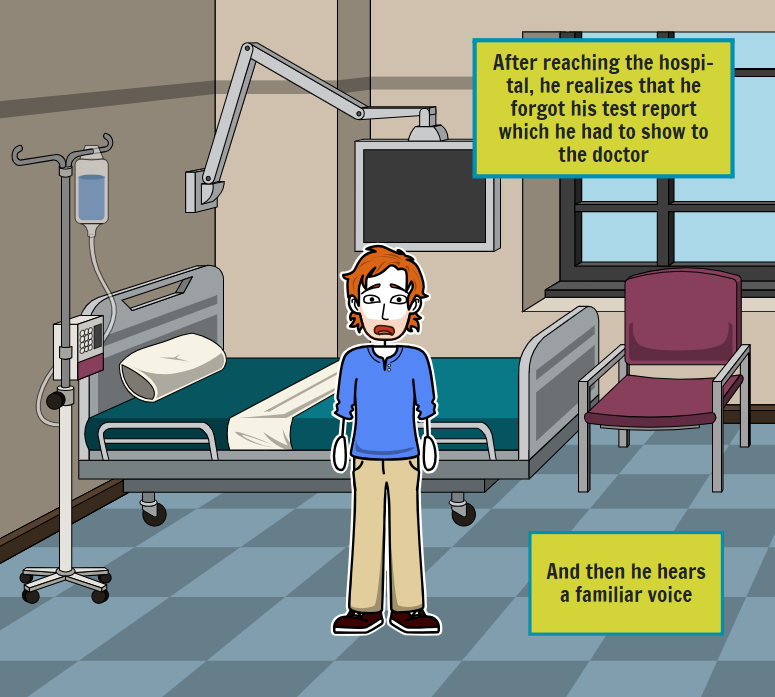 After reaching the hospi-
tal, he realizes that he
forgot his test report
which he had to show to
the doctor
And then he hears
a familiar voice